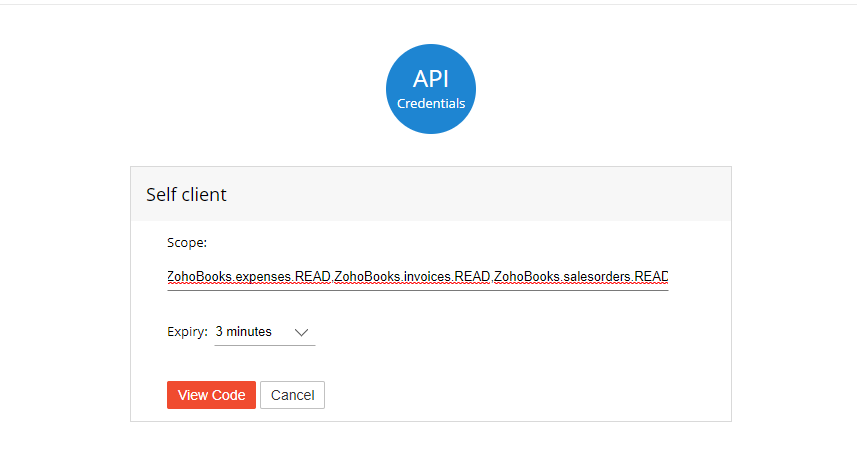 API
Credentials
Self client
Scope:
ZohoBooks.expenses.READ,ZohoBooks.invoices.READ,ZohoBooks.salesorders.READ
Expiry: 3 minutes
View Code Cancel